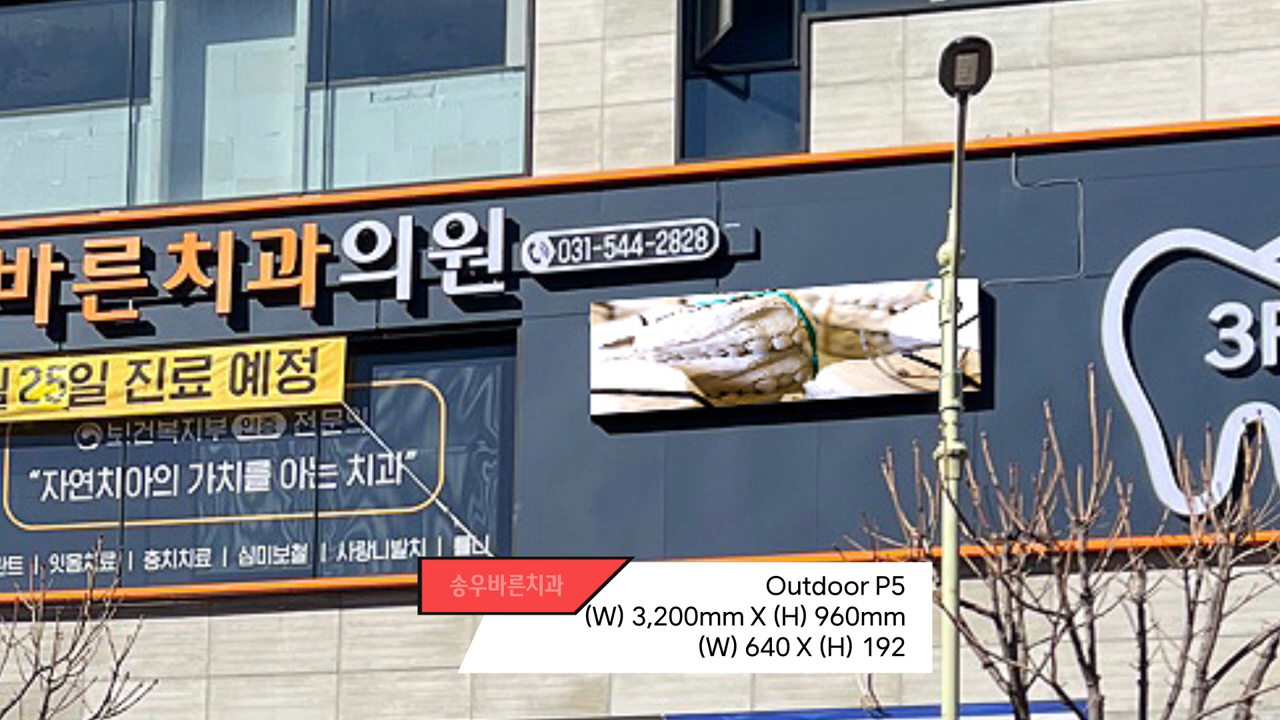 바른치과의원
031-544-2828
25일 진료 예정
보건복지부 인증 전문의
“자연치아의 가치를 아는 치과”
잇몸치료 | 충치치료 | 심미보철 | 사랑니발치 |
송우바른치과
Outdoor P5
(W) 3,200mm X (H) 960mm
(W) 640 X (H) 192